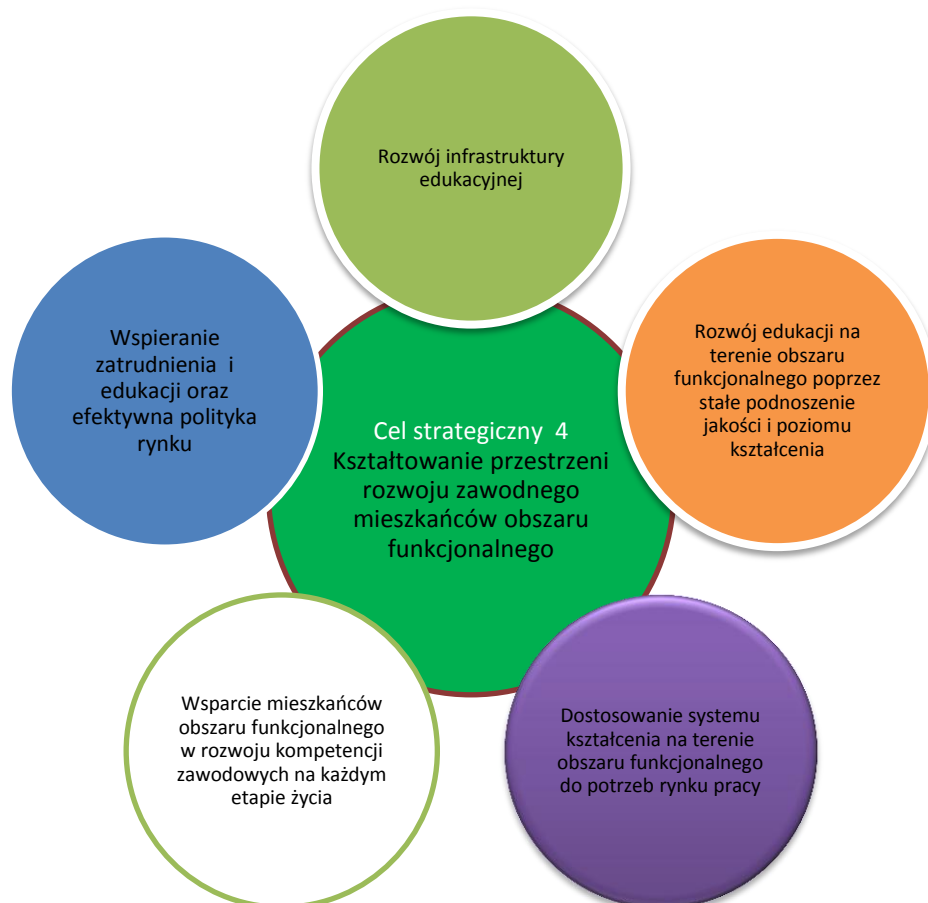 Rozwój infrastruktury
edukacyjnej
Wspieranie
zatrudnienia i
edukacji oraz
efektywna polityka
rynku
Rozwój edukacji na
terenie obszaru
funkcjonalnego poprzez
stałe podnoszenie
jakości i poziomu
kształcenia
Cel strategiczny 4
Kształtowanie przestrzeni
rozwoju zawodnego
mieszkańców obszaru
funkcjonalnego
Wsparcie mieszkańców
obszaru funkcjonalnego
w rozwoju kompetencji
zawodowych na każdym
etapie życia
Dostosowanie systemu
kształcenia na terenie
obszaru funkcjonalnego
do potrzeb rynku pracy